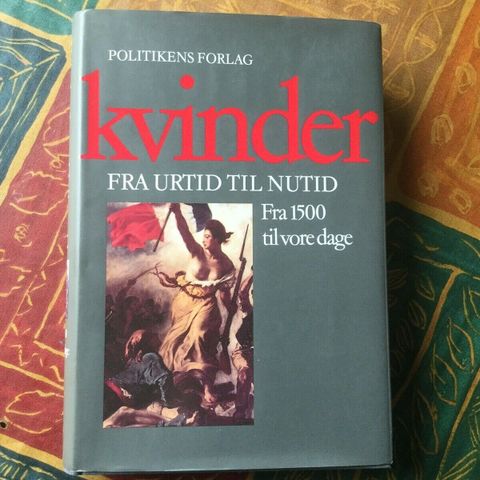 POLITIKENS FORLAG
kvinder
FRA URTID TIL NUTID
Fra 1500
til vore dage